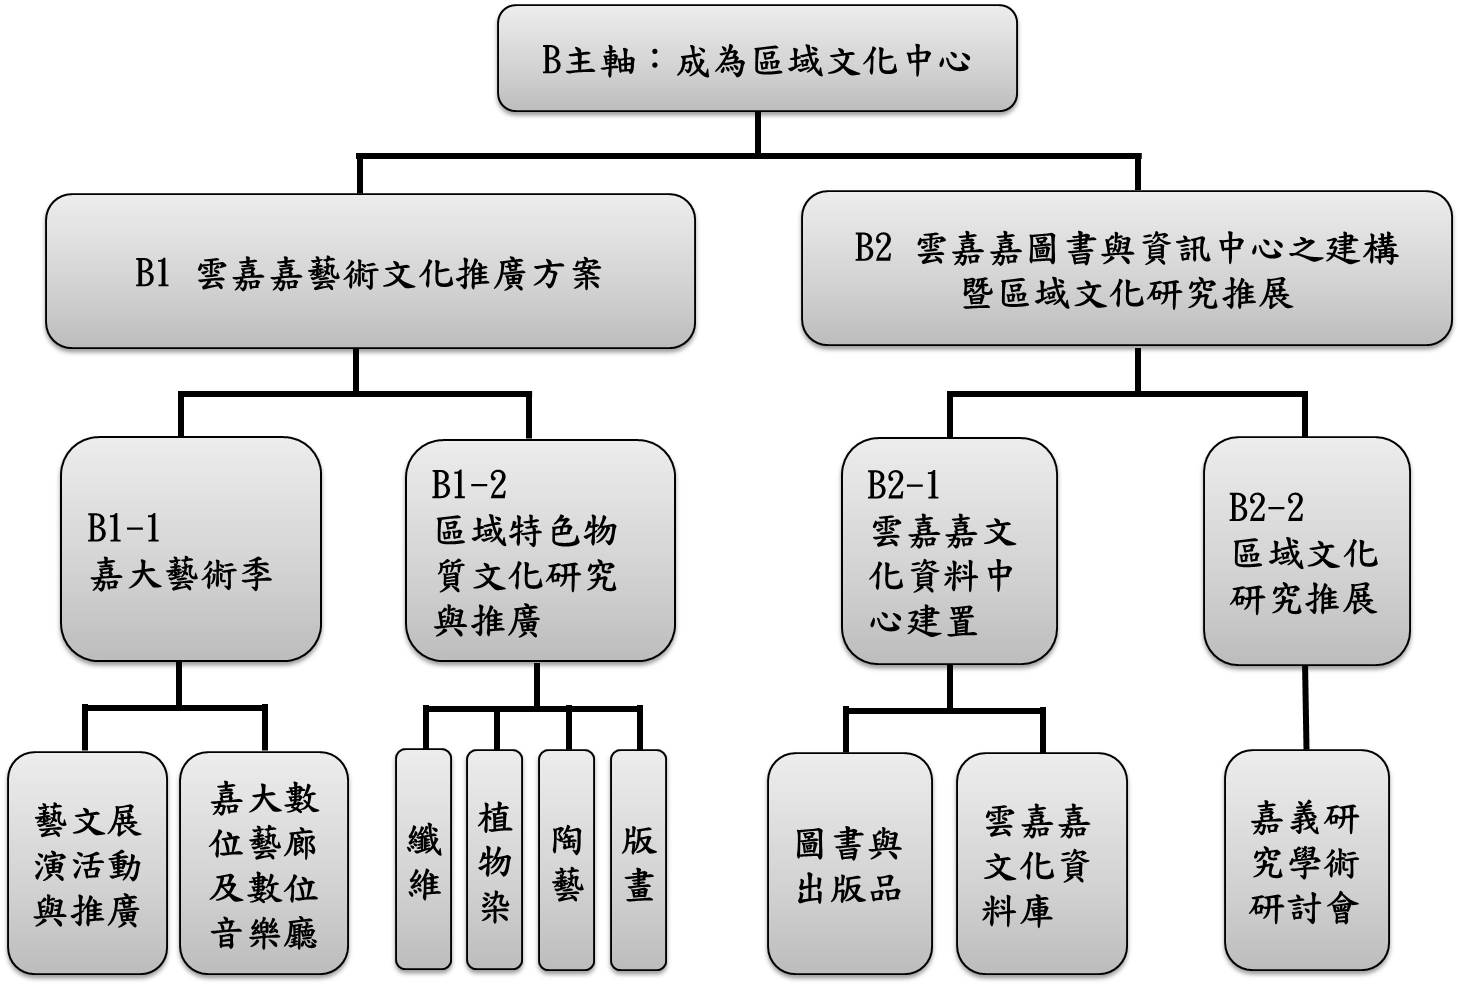 B主軸：成為區域文化中心
B1 雲嘉嘉藝術文化推廣方案
B2 雲嘉嘉圖書與資訊中心之建構
暨區域文化研究推展
B1-1
嘉大藝術季
B1-2
區域特色物
質文化研究
與推廣
B2-1
雲嘉嘉文
化資料中
心建置
B2-2
區域文化
研究推展
藝文展
演活動
與推廣
嘉大數
位藝廊
及數位
音樂廳
纖維
植物染
陶藝
版畫
圖書與
出版品
雲嘉嘉
文化資
料庫
嘉義研
究學術
研討會